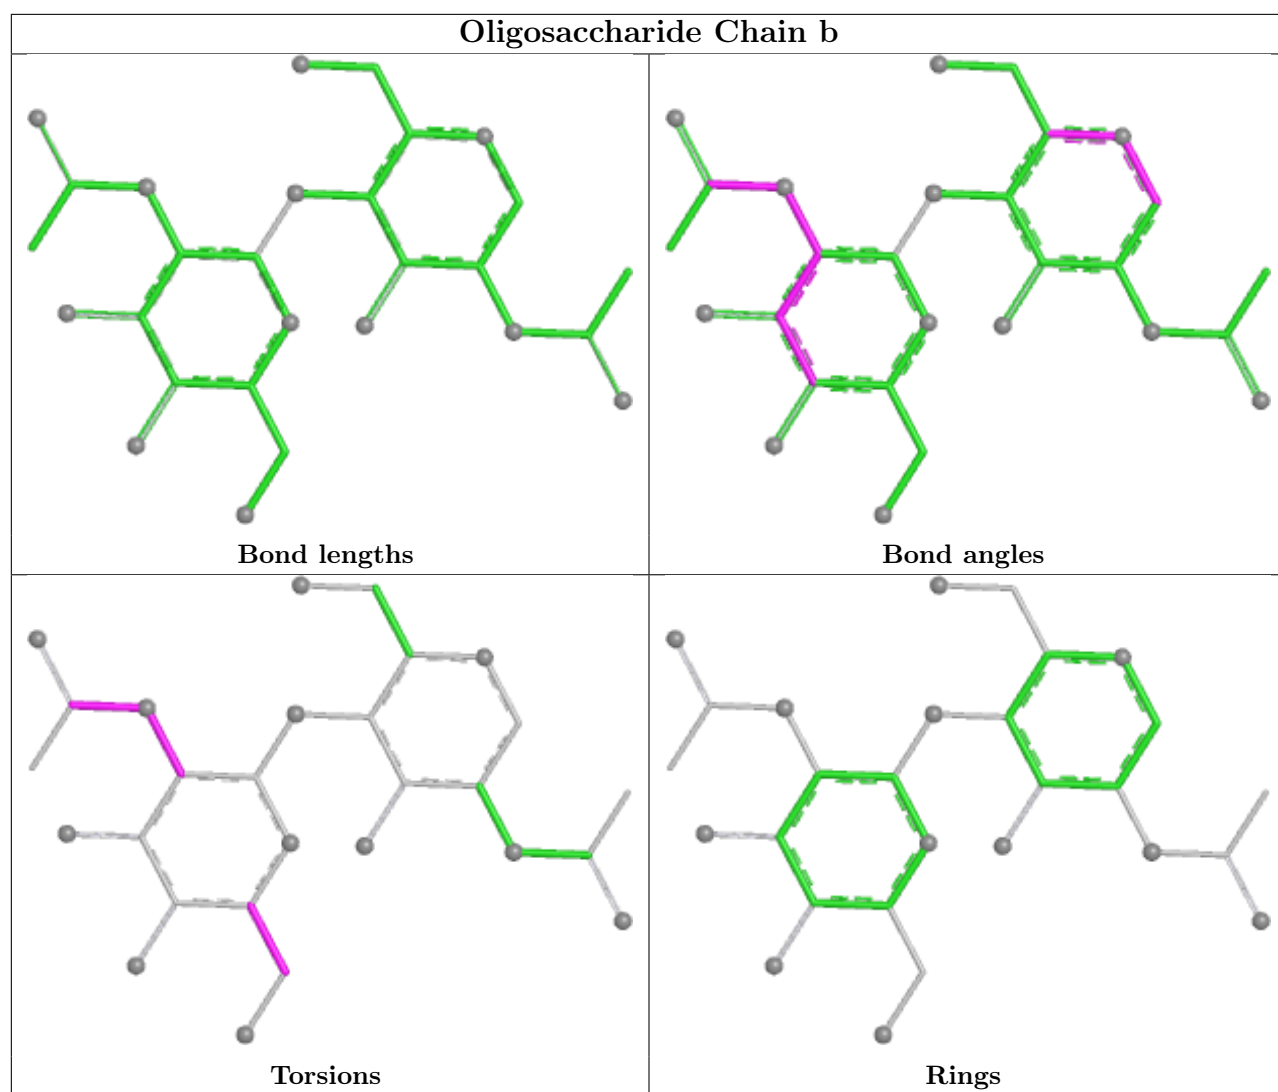 Oligosaccharide Chain b
Bond lengths
Bond angles
Torsions
Rings